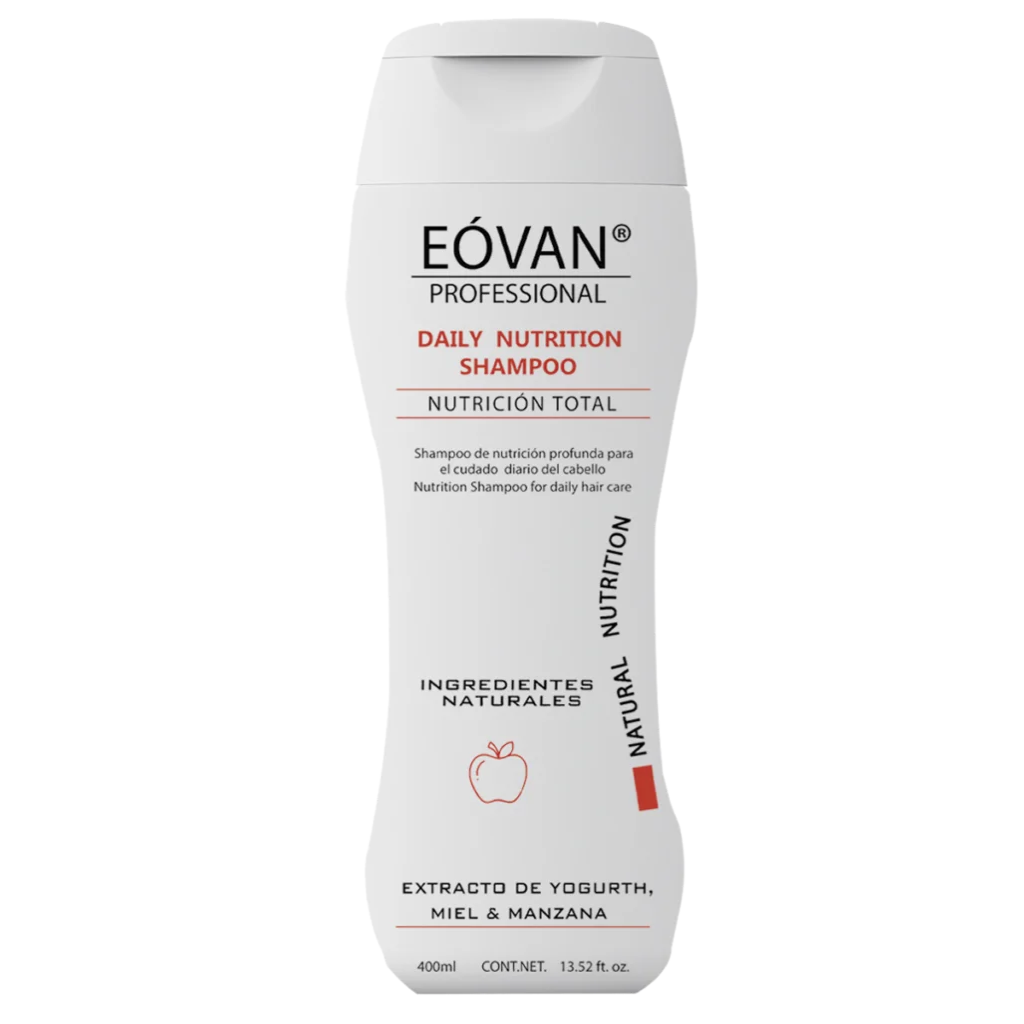 EÓVAN®
PROFESSIONAL
DAILY NUTRITION
SHAMPOO
NUTRICIÓN TOTAL
Shampoo de nutrición profunda para
el cudado diario del cabello
Nutrition Shampoo for daily hair care
NATURAL NUTRITION
INGREDIENTES
NATURALES
EXTRACTO DE YOGURTH,
MIEL & MANZANA
400ml CONT.NET. 13.52 ft. oz.